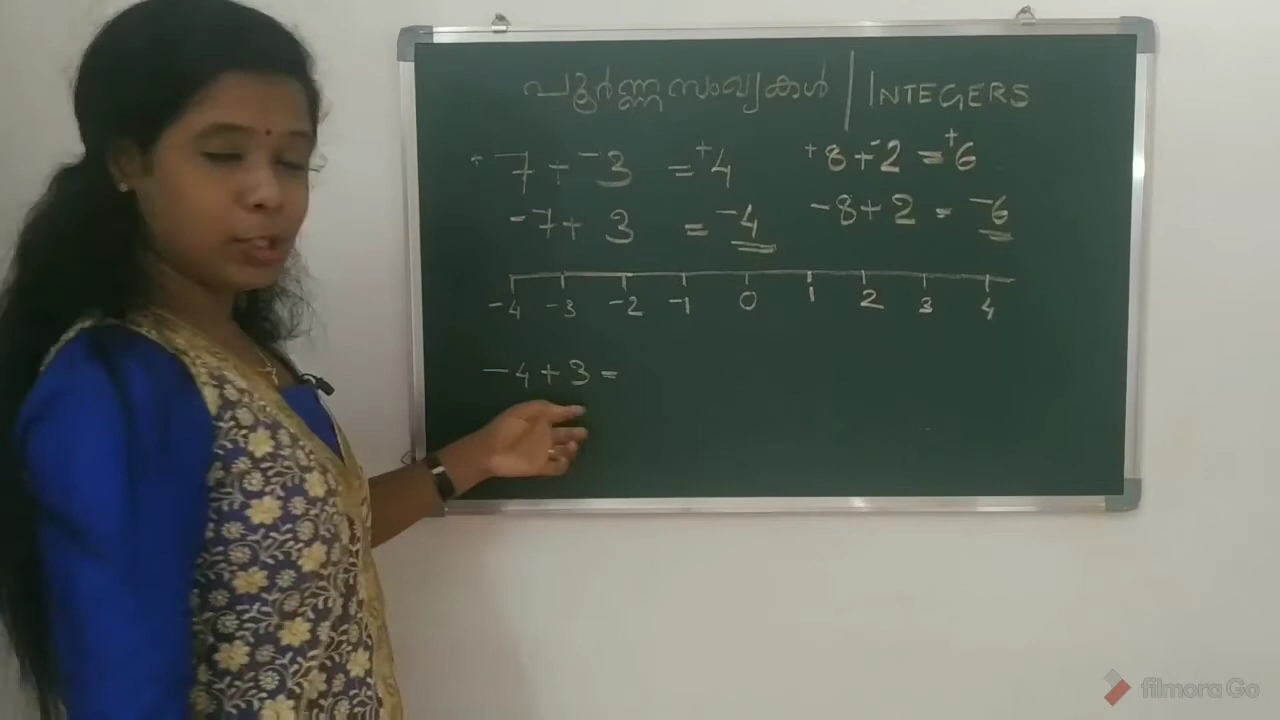 പൂർണ്ണസംഖ്യകൾ | INTEGERS
+7 + -3 = +4
+8 + -2 = +6
-7 + 3 = -4
-8 + 2 = -6
-4 -3 -2 -1 0 1 2 3 4
-4 + 3 =
filmora Go